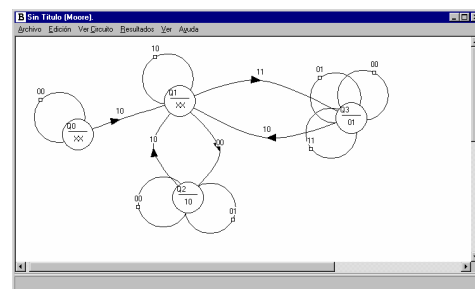 B Sin Título (Moore).
Archivo Edición Ver Circuito Resultados Ver Ayuda
10
00
Q1
XX
10
Q0
XX
11
01
00
Q3
01
10
11
10
00
Q2
10
00
01